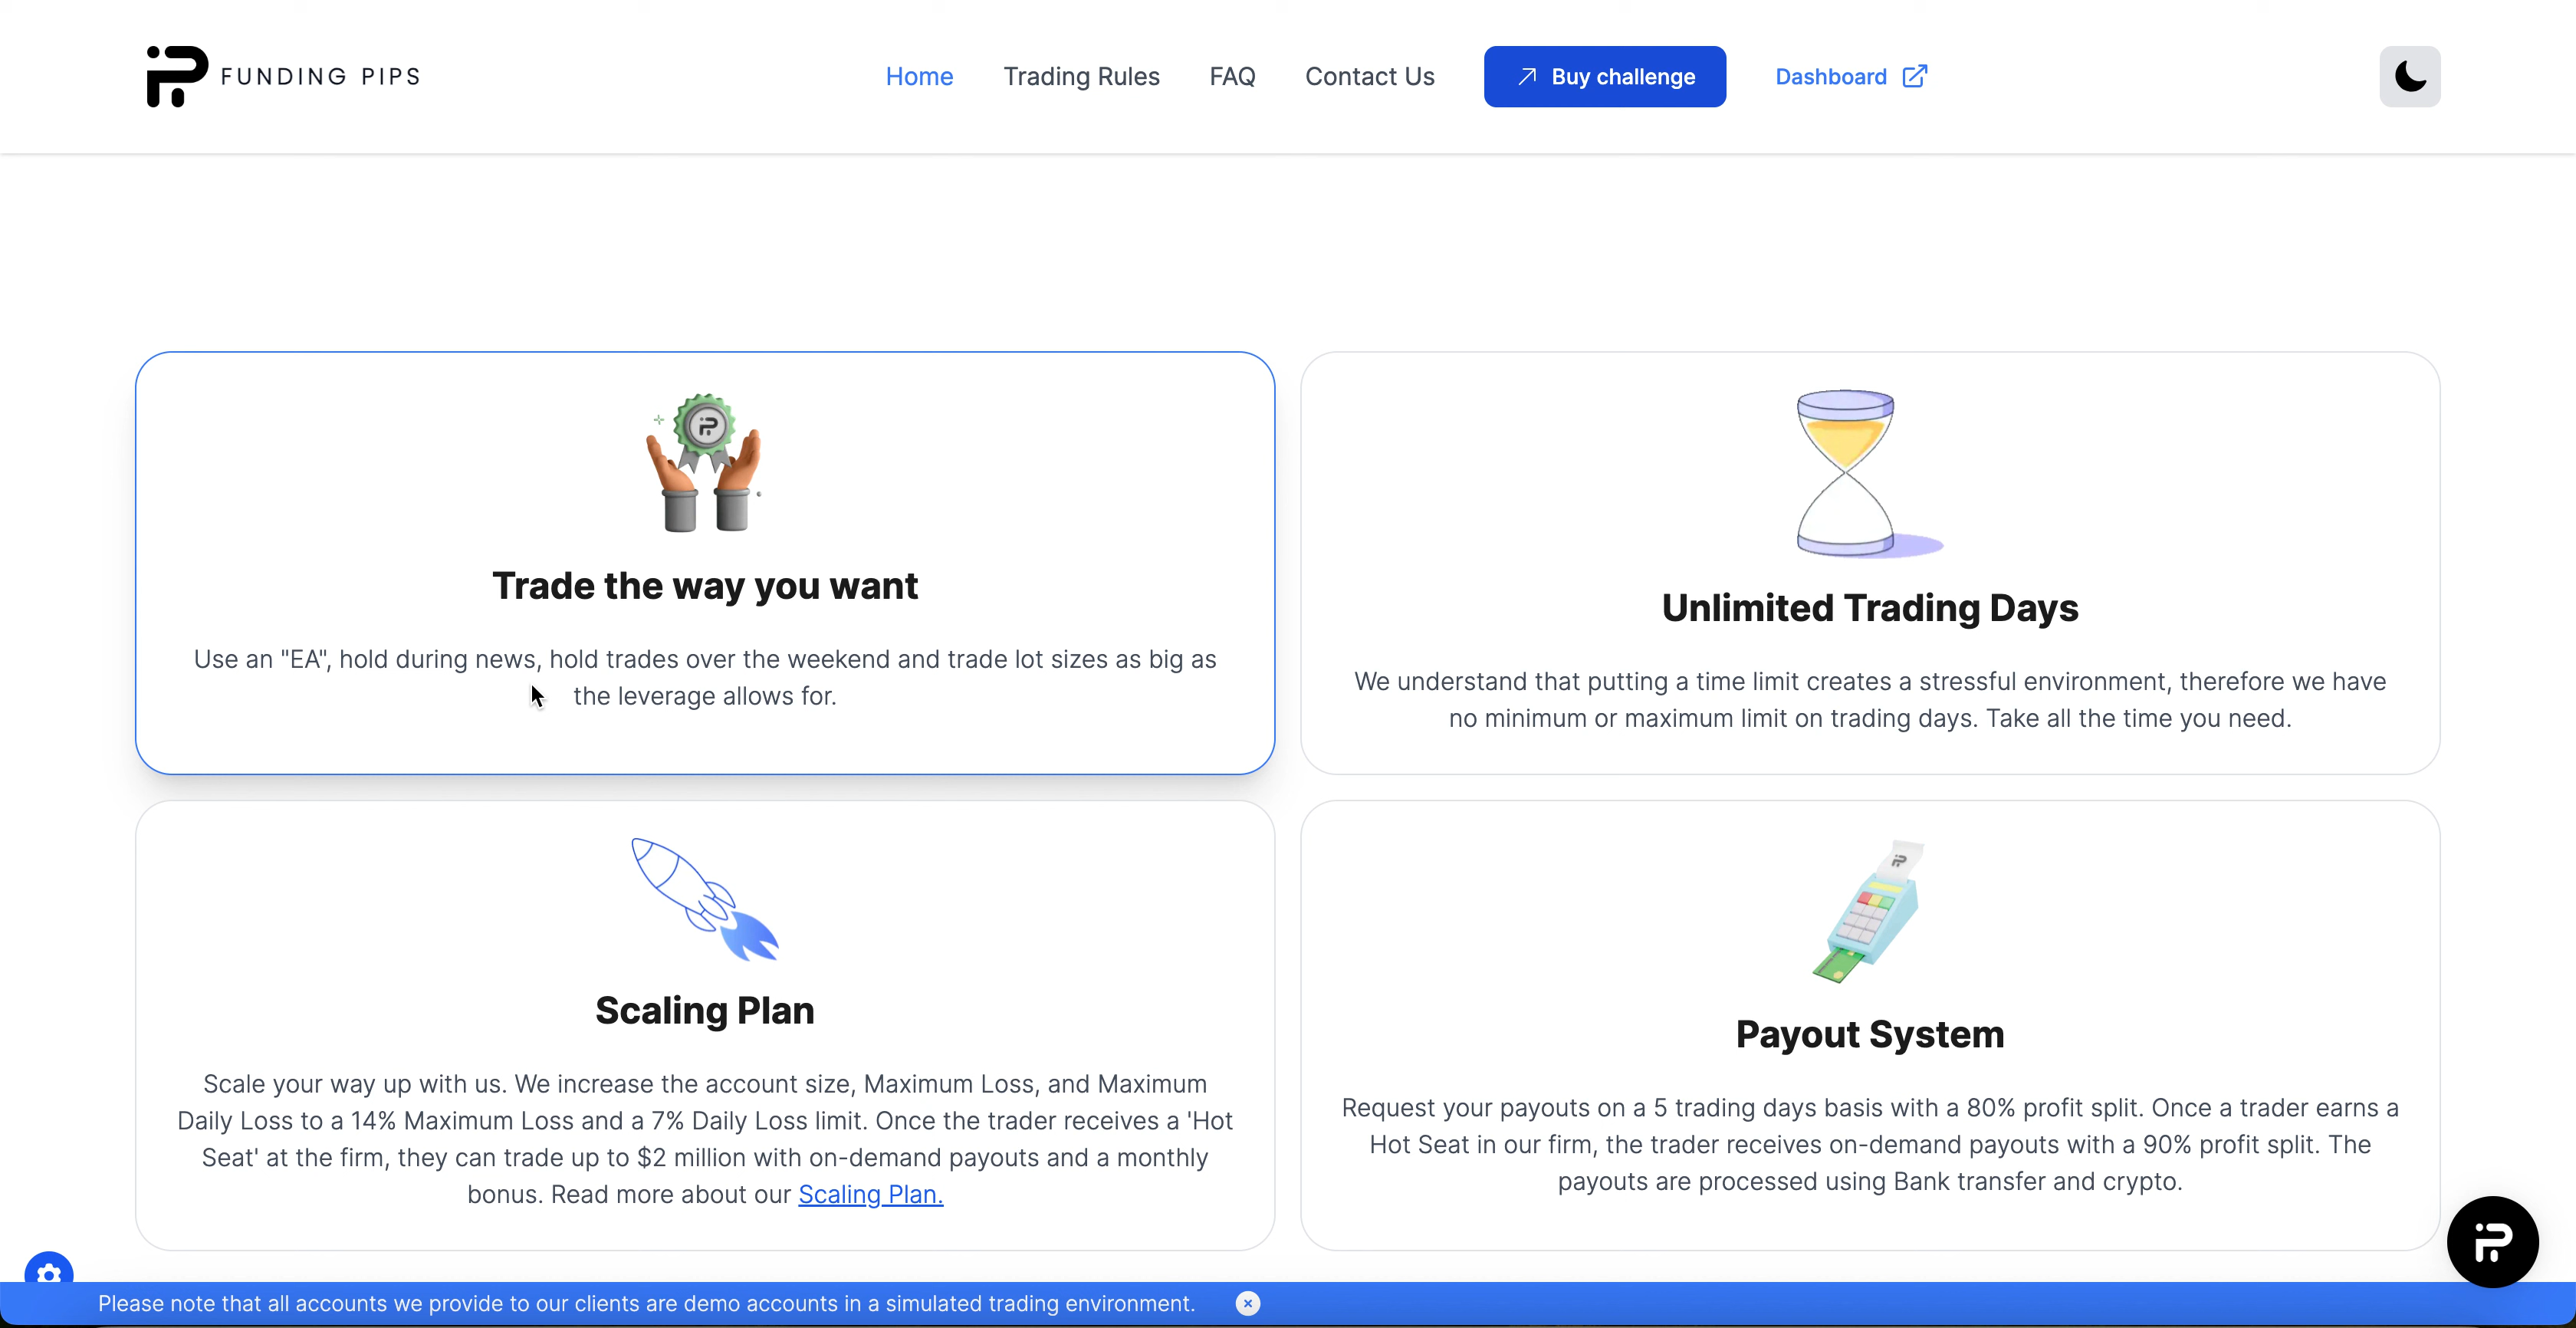 FUNDING PIPS
Home
Trading Rules
FAQ
Contact Us
Buy challenge
Dashboard
Trade the way you want
Use an "EA", hold during news, hold trades over the weekend and trade lot sizes as big as
the leverage allows for.
Unlimited Trading Days
We understand that putting a time limit creates a stressful environment, therefore we have
no minimum or maximum limit on trading days. Take all the time you need.
Scaling Plan
Scale your way up with us. We increase the account size, Maximum Loss, and Maximum
Daily Loss to a 14% Maximum Loss and a 7% Daily Loss limit. Once the trader receives a 'Hot
Seat' at the firm, they can trade up to $2 million with on-demand payouts and a monthly
bonus. Read more about our Scaling Plan.
Payout System
Request your payouts on a 5 trading days basis with a 80% profit split. Once a trader earns a
Hot Seat in our firm, the trader receives on-demand payouts with a 90% profit split. The
payouts are processed using Bank transfer and crypto.
Please note that all accounts we provide to our clients are demo accounts in a simulated trading environment.